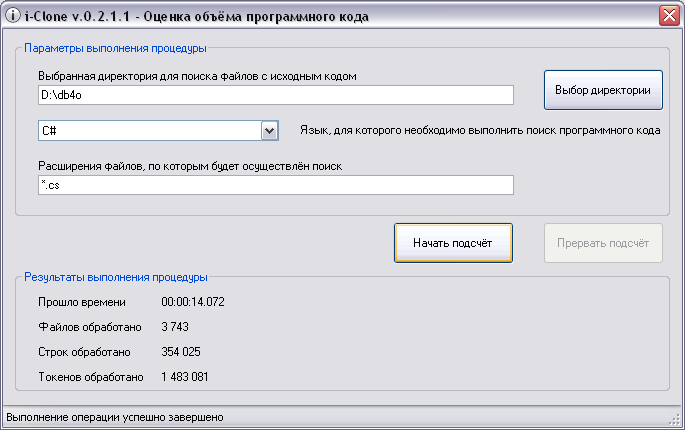 i-Clone v.0.2.1.1 - Оценка объёма программного кода
Параметры выполнения процедуры
Выбранная директория для поиска файлов с исходным кодом
D:\db4o
Выбор директории
C#
Язык, для которого необходимо выполнить поиск программного кода
Расширения файлов, по которым будет осуществлён поиск
*.cs
Начать подсчёт
Прервать подсчёт
Результаты выполнения процедуры
Прошло времени 00:00:14.072
Файлов обработано 3 743
Строк обработано 354 025
Токенов обработано 1 483 081
Выполнение операции успешно завершено